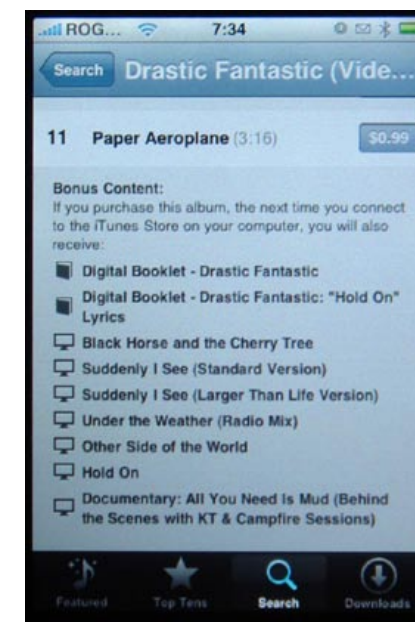 ROG... 7:34
Search Drastic Fantastic (Vide...
11 Paper Aeroplane (3:16) $0.99
Bonus Content:
If you purchase this album, the next time you connect
to the iTunes Store on your computer, you will also
receive:
Digital Booklet - Drastic Fantastic
Digital Booklet - Drastic Fantastic: "Hold On"
Lyrics
Black Horse and the Cherry Tree
Suddenly I See (Standard Version)
Suddenly I See (Larger Than Life Version)
Under the Weather (Radio Mix)
Other Side of the World
Hold On
Documentary: All You Need Is Mud (Behind
the Scenes with KT & Campfire Sessions)
Featured Top Tens Search Downloads